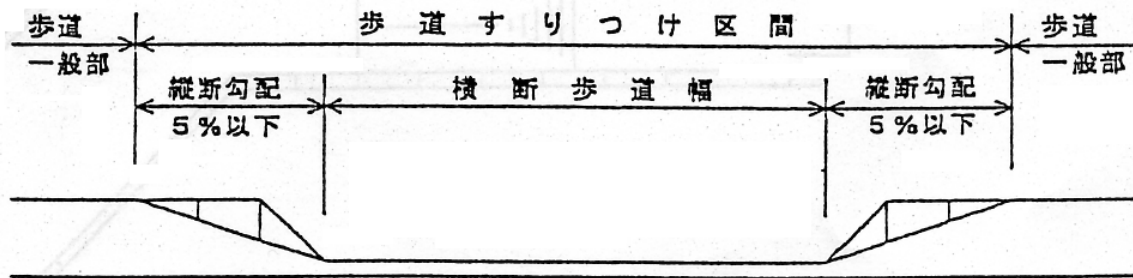 歩道
一般部
歩道すりつけ区間
歩道
一般部
縦断勾配
5%以下
横断歩道幅
縦断勾配
5%以下